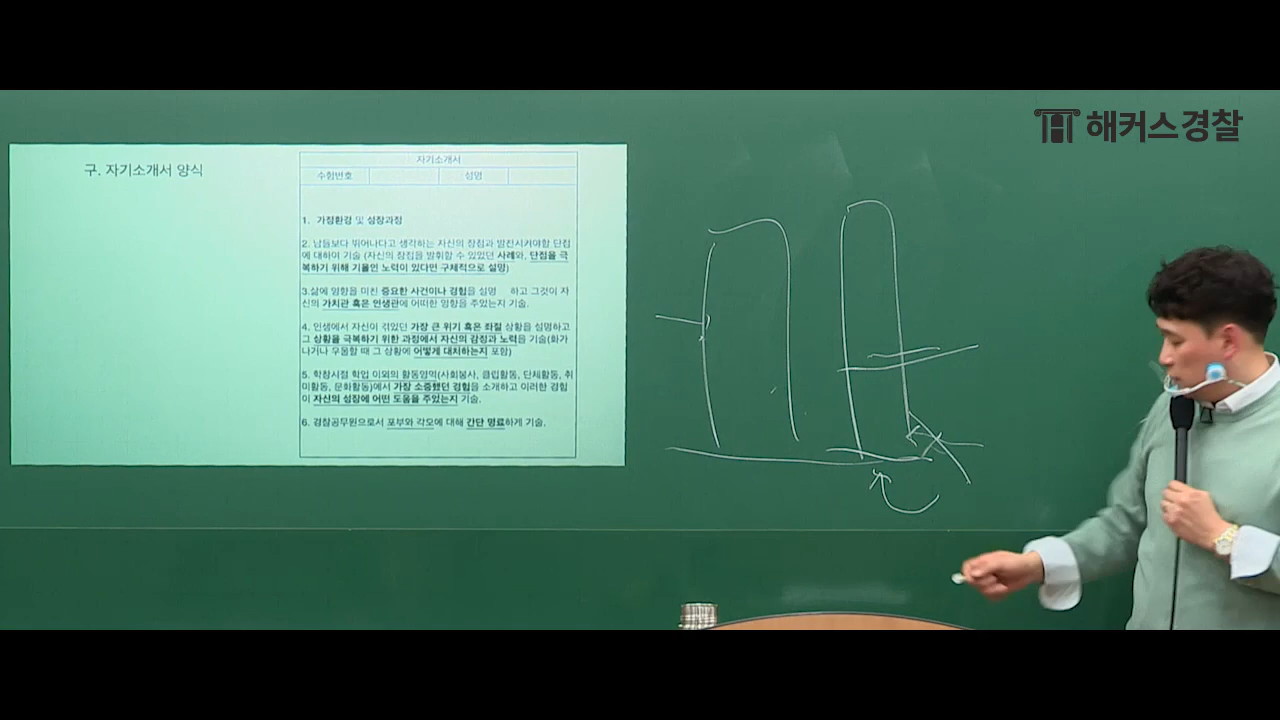 해커스경찰
구. 자기소개서 양식
자기소개서
수험번호 성명
1. 가정환경 및 성장과정
2. 남들보다 뛰어나다고 생각하는 자신의 장점과 발전시켜야할 단점
에 대하여 기술 (자신의 장점을 발휘할 수 있었던 사례와, 단점을 극
복하기 위해 기울인 노력이 있다면 구체적으로 설명)
3.삶에 영향을 미친 중요한 사건이나 경험을 설명 하고 그것이 자
신의 가치관 혹은 인생관에 어떠한 영향을 주었는지 기술.
4. 인생에서 자신이 겪었던 가장 큰 위기 혹은 좌절 상황을 설명하고
그 상황을 극복하기 위한 과정에서 자신의 감정과 노력을 기술(화가
나거나 우울할 때 그 상황에 어떻게 대처하는지 포함)
5. 학창시절 학업 이외의 활동영역(사회봉사, 클럽활동, 단체활동, 취
미활동, 문화활동)에서 가장 소중했던 경험을 소개하고 이러한 경험
이 자신의 성장에 어떤 도움을 주었는지 기술.
6. 경찰공무원으로서 포부와 각오에 대해 간단 명료하게 기술.